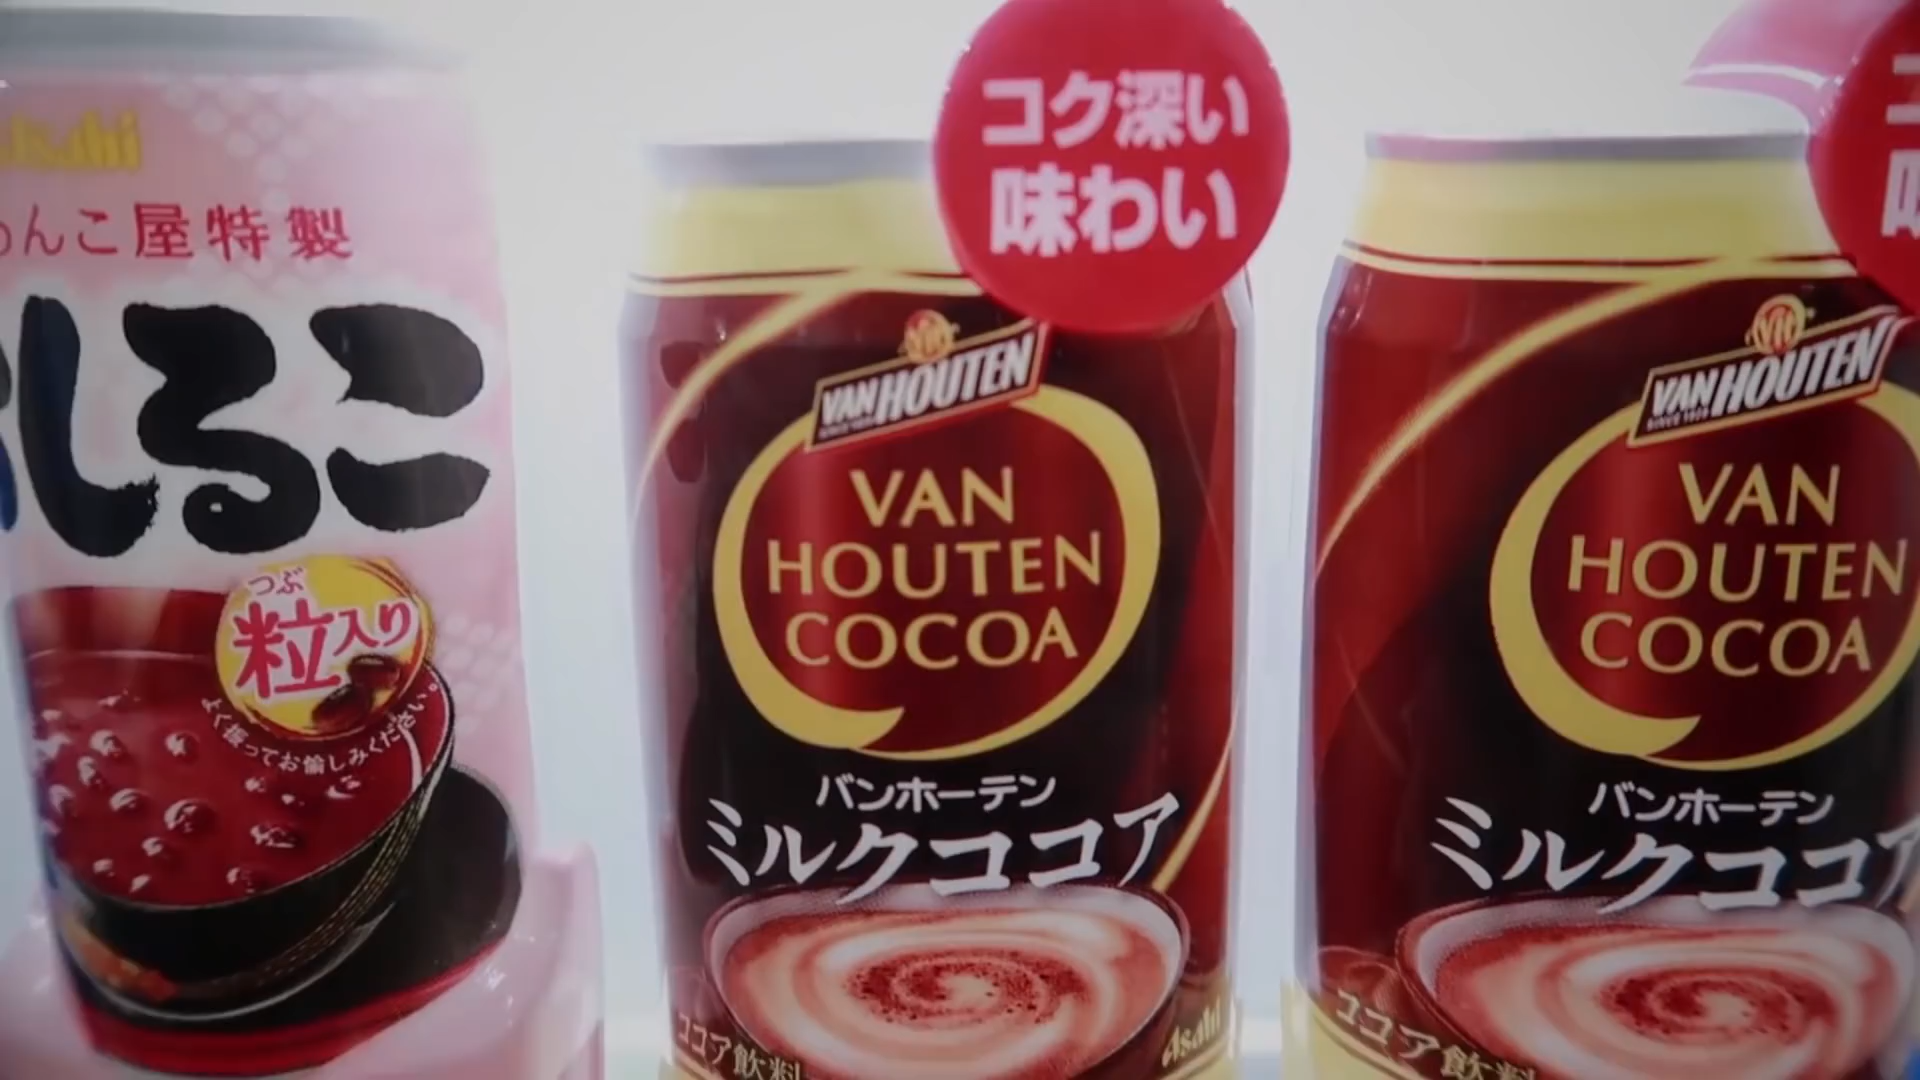 Asahi
んこ屋特製
しるこ
つぶ
粒入り
よく振ってお愉しみください。
コク深い
味わい
VAN HOUTEN
VAN
HOUTEN
COCOA
バンホーテン
ミルクココア
ココア飲料
Asahi
VAN HOUTEN
SINCE 1828
VAN
HOUTEN
COCOA
バンホーテン
ミルクココア
ココア飲料